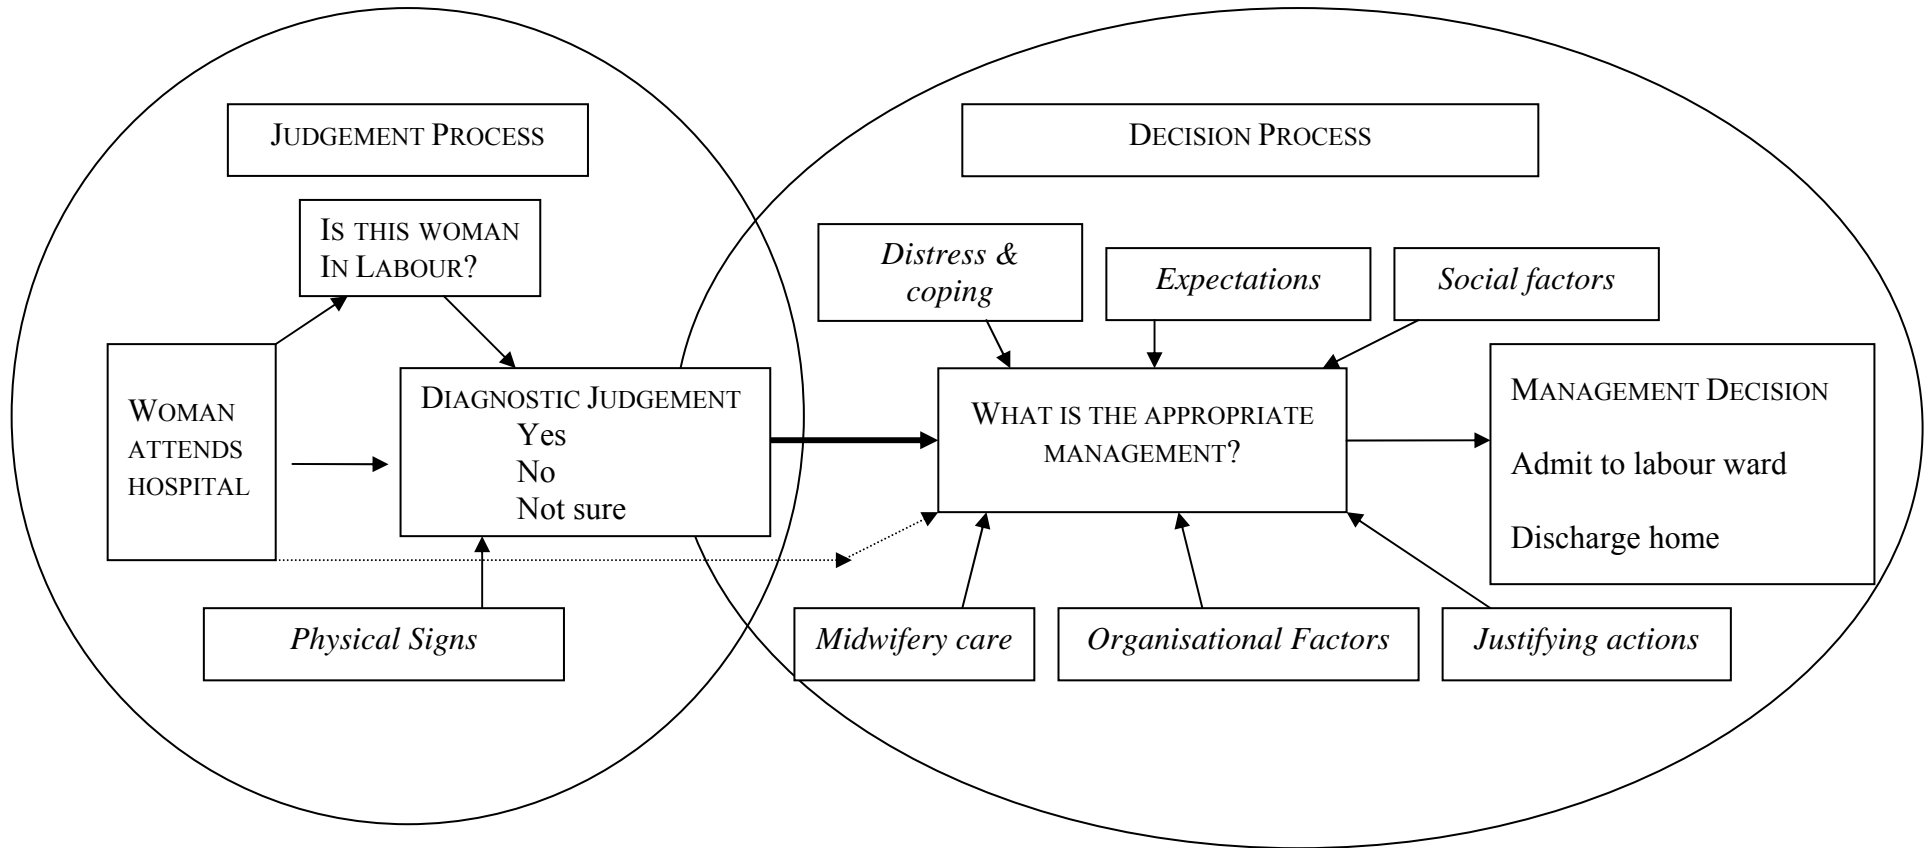 JUDGEMENT PROCESS
DECISION PROCESS
IS THIS WOMAN
IN LABOUR?
Distress &
coping
Expectations
Social factors
WOMAN
ATTENDS
HOSPITAL
DIAGNOSTIC JUDGEMENT
Yes
No
Not sure
WHAT IS THE APPROPRIATE
MANAGEMENT?
MANAGEMENT DECISION
Admit to labour ward
Discharge home
Physical Signs
Midwifery care
Organisational Factors
Justifying actions